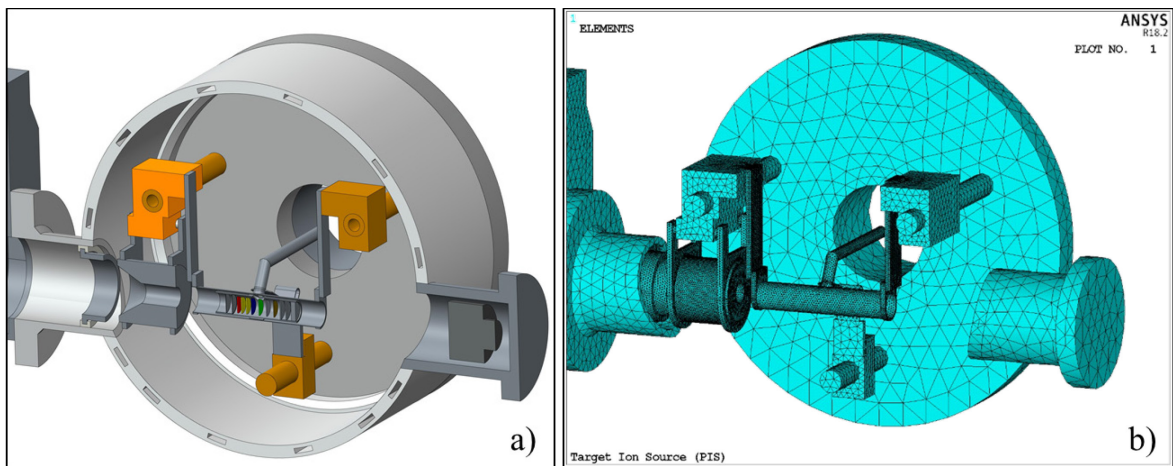 a)
1
ELEMENTS
ANSYS
R18.2
PLOT NO. 1
Target Ion Source (PIS)
b)